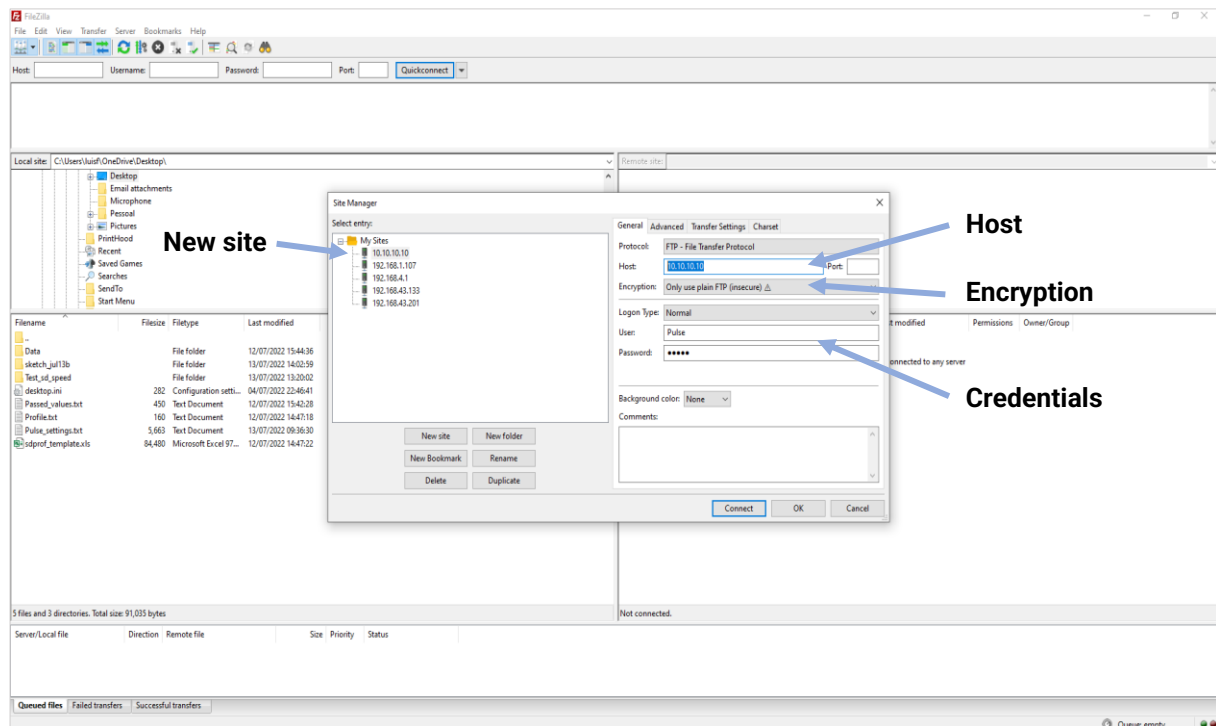 FileZilla
File Edit View Transfer Server Bookmarks Help
Host: Username: Password: Port: Quickconnect
Local site: C:\Users\luisf\OneDrive\Desktop\
Remote site:
Desktop
Email attachments
Microphone
Pessoal
Pictures
PrintHood
Recent
Saved Games
Searches
SendTo
Start Menu
New site
Filename Filesize Filetype Last modified
..
Data File folder 12/07/2022 15:44:36
sketch_jul13b File folder 13/07/2022 14:02:59
Test_sd_speed File folder 13/07/2022 13:20:02
desktop.ini 282 Configuration setti... 04/07/2022 22:46:41
Passed_values.txt 450 Text Document 12/07/2022 15:42:28
Profile.txt 160 Text Document 12/07/2022 14:47:18
Pulse_settings.txt 5,663 Text Document 13/07/2022 09:36:30
sdprof_template.xls 84,480 Microsoft Excel 97... 12/07/2022 14:47:22
5 files and 3 directories. Total size: 91,035 bytes
Site Manager
Select entry:
My Sites
10.10.10.10
192.168.1.107
192.168.4.1
192.168.43.133
192.168.43.201
New site New folder
New Bookmark Rename
Delete Duplicate
General Advanced Transfer Settings Charset
Protocol: FTP - File Transfer Protocol
Host: 10.10.10.10 Port:
Encryption: Only use plain FTP (insecure) ⚠
Logon Type: Normal
User: Pulse
Password: •••••
Background color: None
Comments:
Connect OK Cancel
Host
Encryption
Credentials
t modified Permissions Owner/Group
onnected to any server
Not connected.
Server/Local file Direction Remote file Size Priority Status
Queued files Failed transfers Successful transfers
Queue: empty